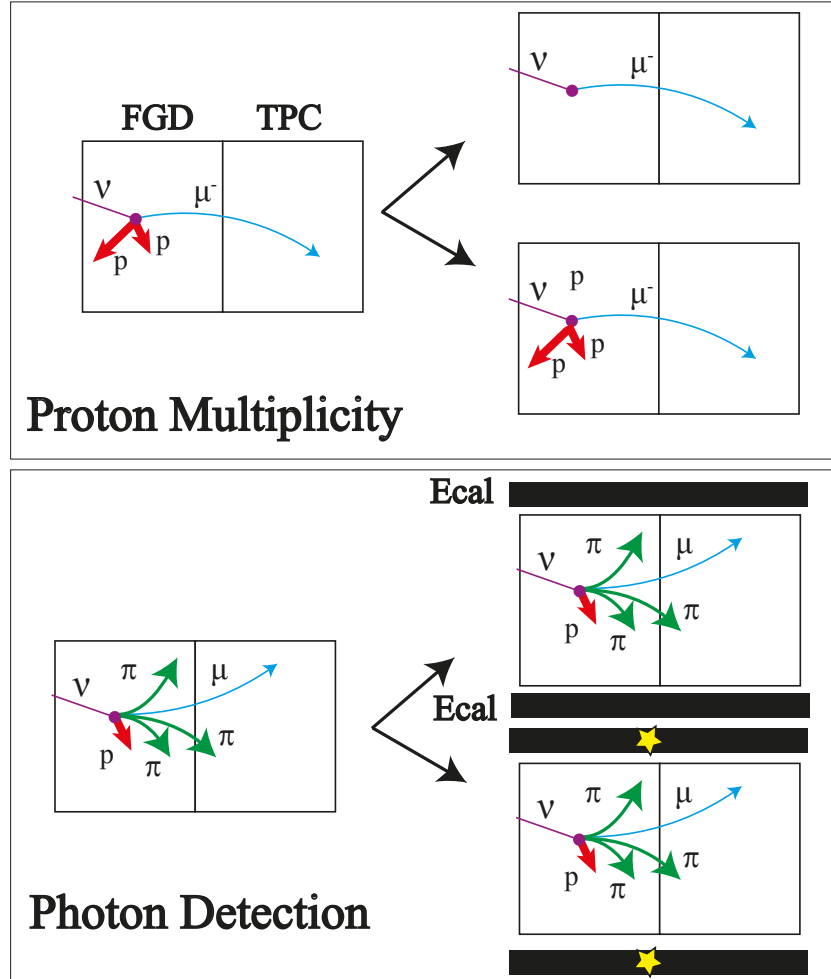 FGD TPC
ν μ-
p p
ν μ-
p
ν μ-
p p
Proton Multiplicity
Ecal
π μ
ν
p π π
π μ
ν
p π π
Ecal
π μ
ν
p π π
Photon Detection